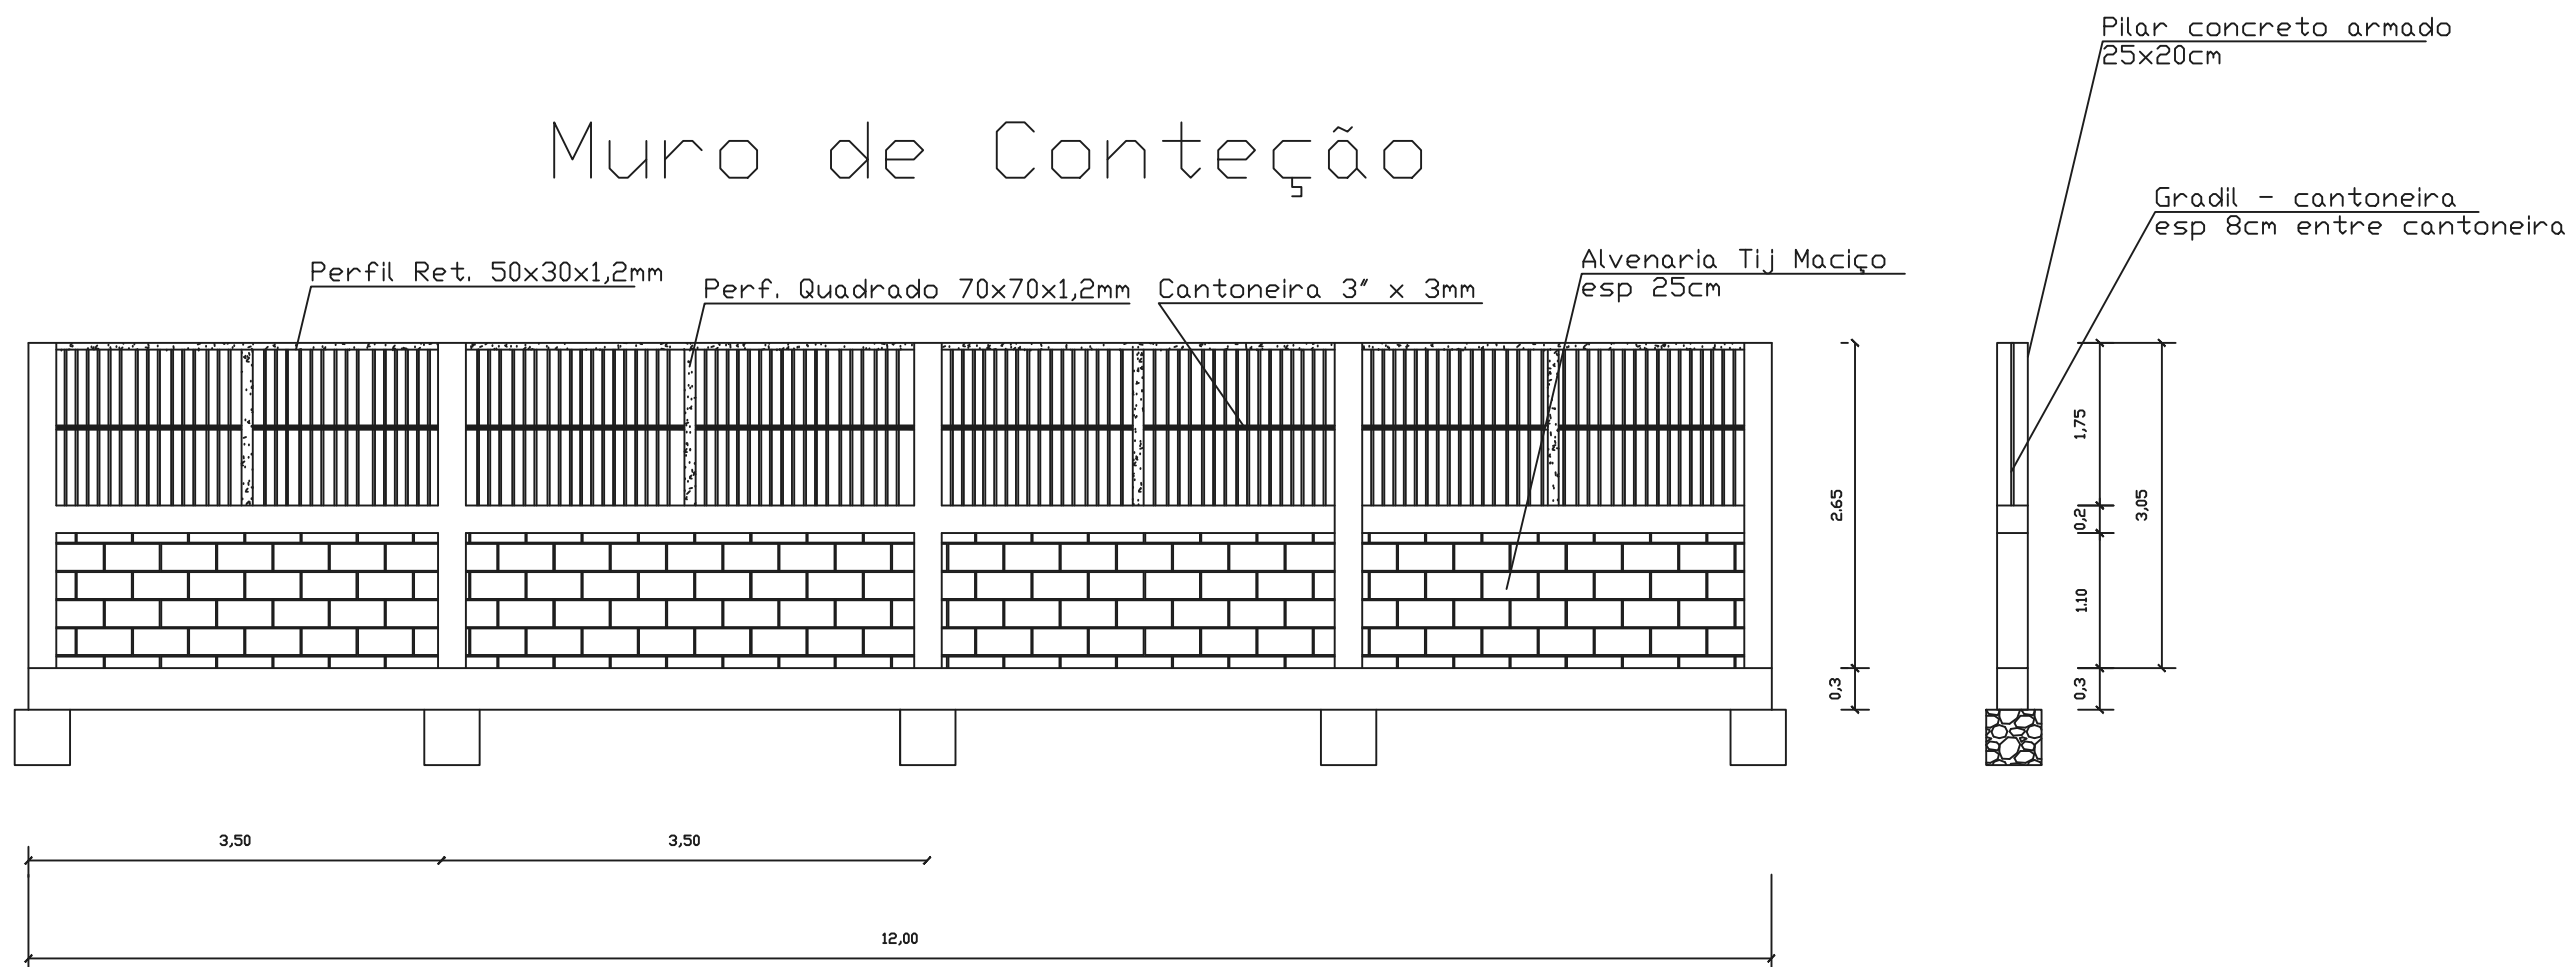 Pilar concreto armado
25x20cm
Muro de Conteção
Gradil - cantoneira
esp 8cm entre cantoneira
Alvenaria Tij Maciço
esp 25cm
Perfil Ret. 50x30x1,2mm
Perf. Quadrado 70x70x1,2mm
Cantoneira 3" x 3mm
1,75
2.65
3,05
0,2
1.10
0,3
0,3
3,50
3,50
12,00